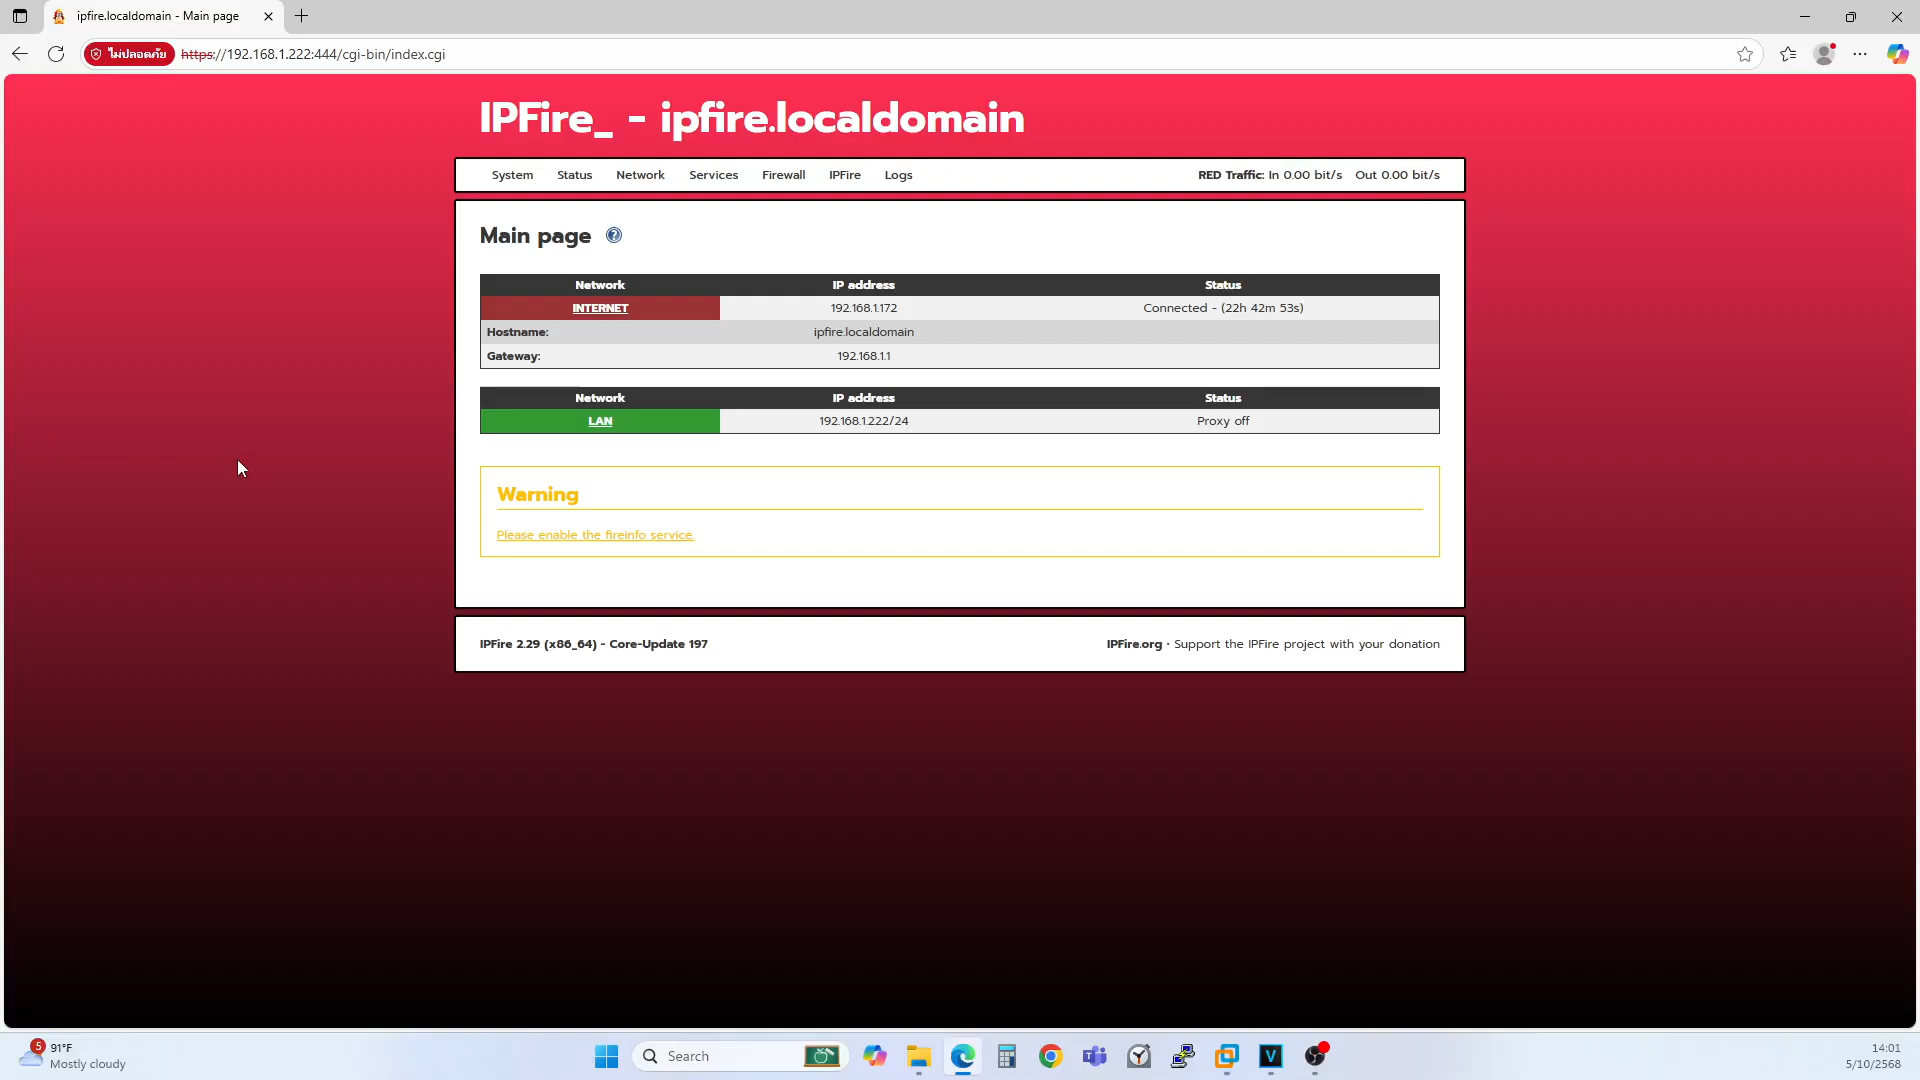 ipfire.localdomain - Main page
ไม่ปลอดภัย https://192.168.1.222:444/cgi-bin/index.cgi
IPFire_ - ipfire.localdomain
System Status Network Services Firewall IPFire Logs RED Traffic: In 0.00 bit/s Out 0.00 bit/s
Main page ?
Network IP address Status
INTERNET 192.168.1.172 Connected - (22h 42m 53s)
Hostname: ipfire.localdomain
Gateway: 192.168.1.1
Network IP address Status
LAN 192.168.1.222/24 Proxy off
Warning
Please enable the fireinfo service.
IPFire 2.29 (x86_64) - Core-Update 197 IPFire.org • Support the IPFire project with your donation
5 91°F
Mostly cloudy
Search
14:01
5/10/2568